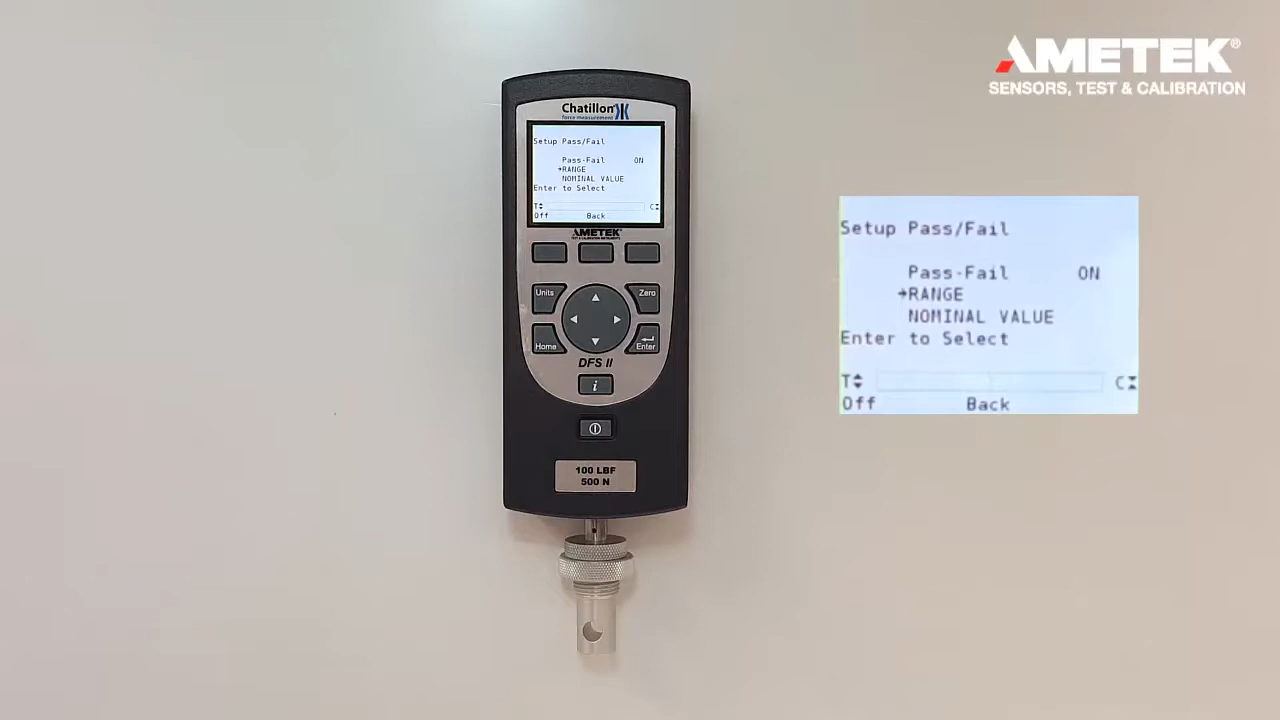 AMETEK®
SENSORS, TEST & CALIBRATION
Chatillon
force measurement
Setup Pass/Fail
Pass-Fail ON
→RANGE
NOMINAL VALUE
Enter to Select
T C
Off Back
AMETEK
Units
Zero
Home
Enter
DFS II
i
100 LBF
500 N
Setup Pass/Fail
Pass-Fail ON
→RANGE
NOMINAL VALUE
Enter to Select
T C
Off Back